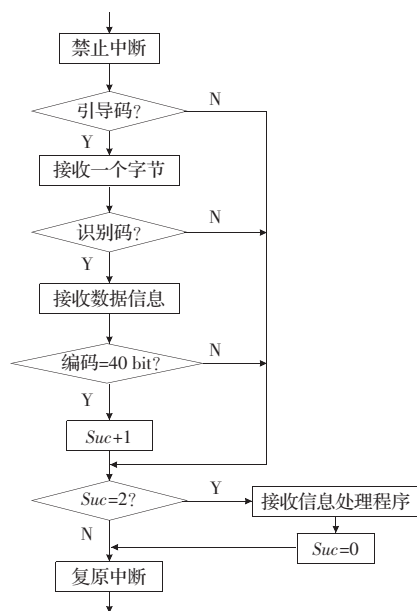 禁止中断
引导码?
N
Y
接收一个字节
识别码?
N
Y
接收数据信息
编码=40 bit?
N
Y
Suc+1
Suc=2?
Y
接收信息处理程序
N
Suc=0
复原中断